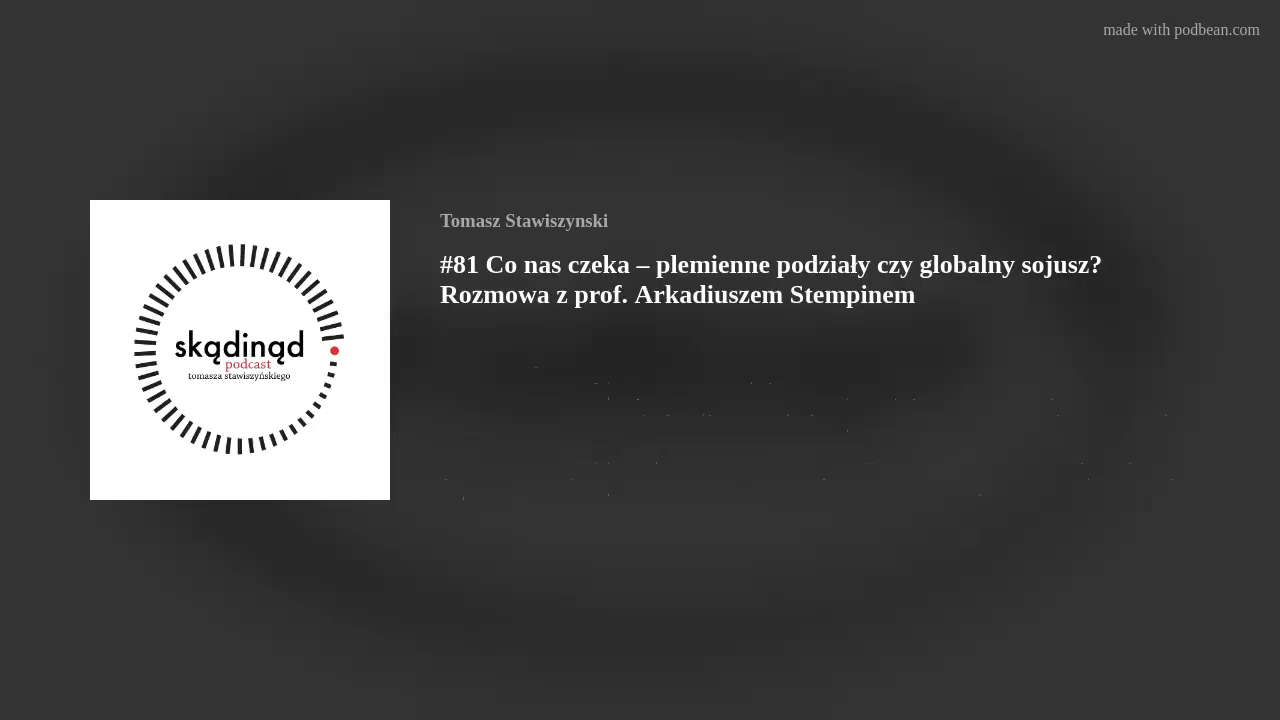 made with podbean.com
Tomasz Stawiszynski
#81 Co nas czeka – plemienne podziały czy globalny sojusz?
Rozmowa z prof. Arkadiuszem Stempinem
skądinąd
podcast
tomasza stawiszyńskiego